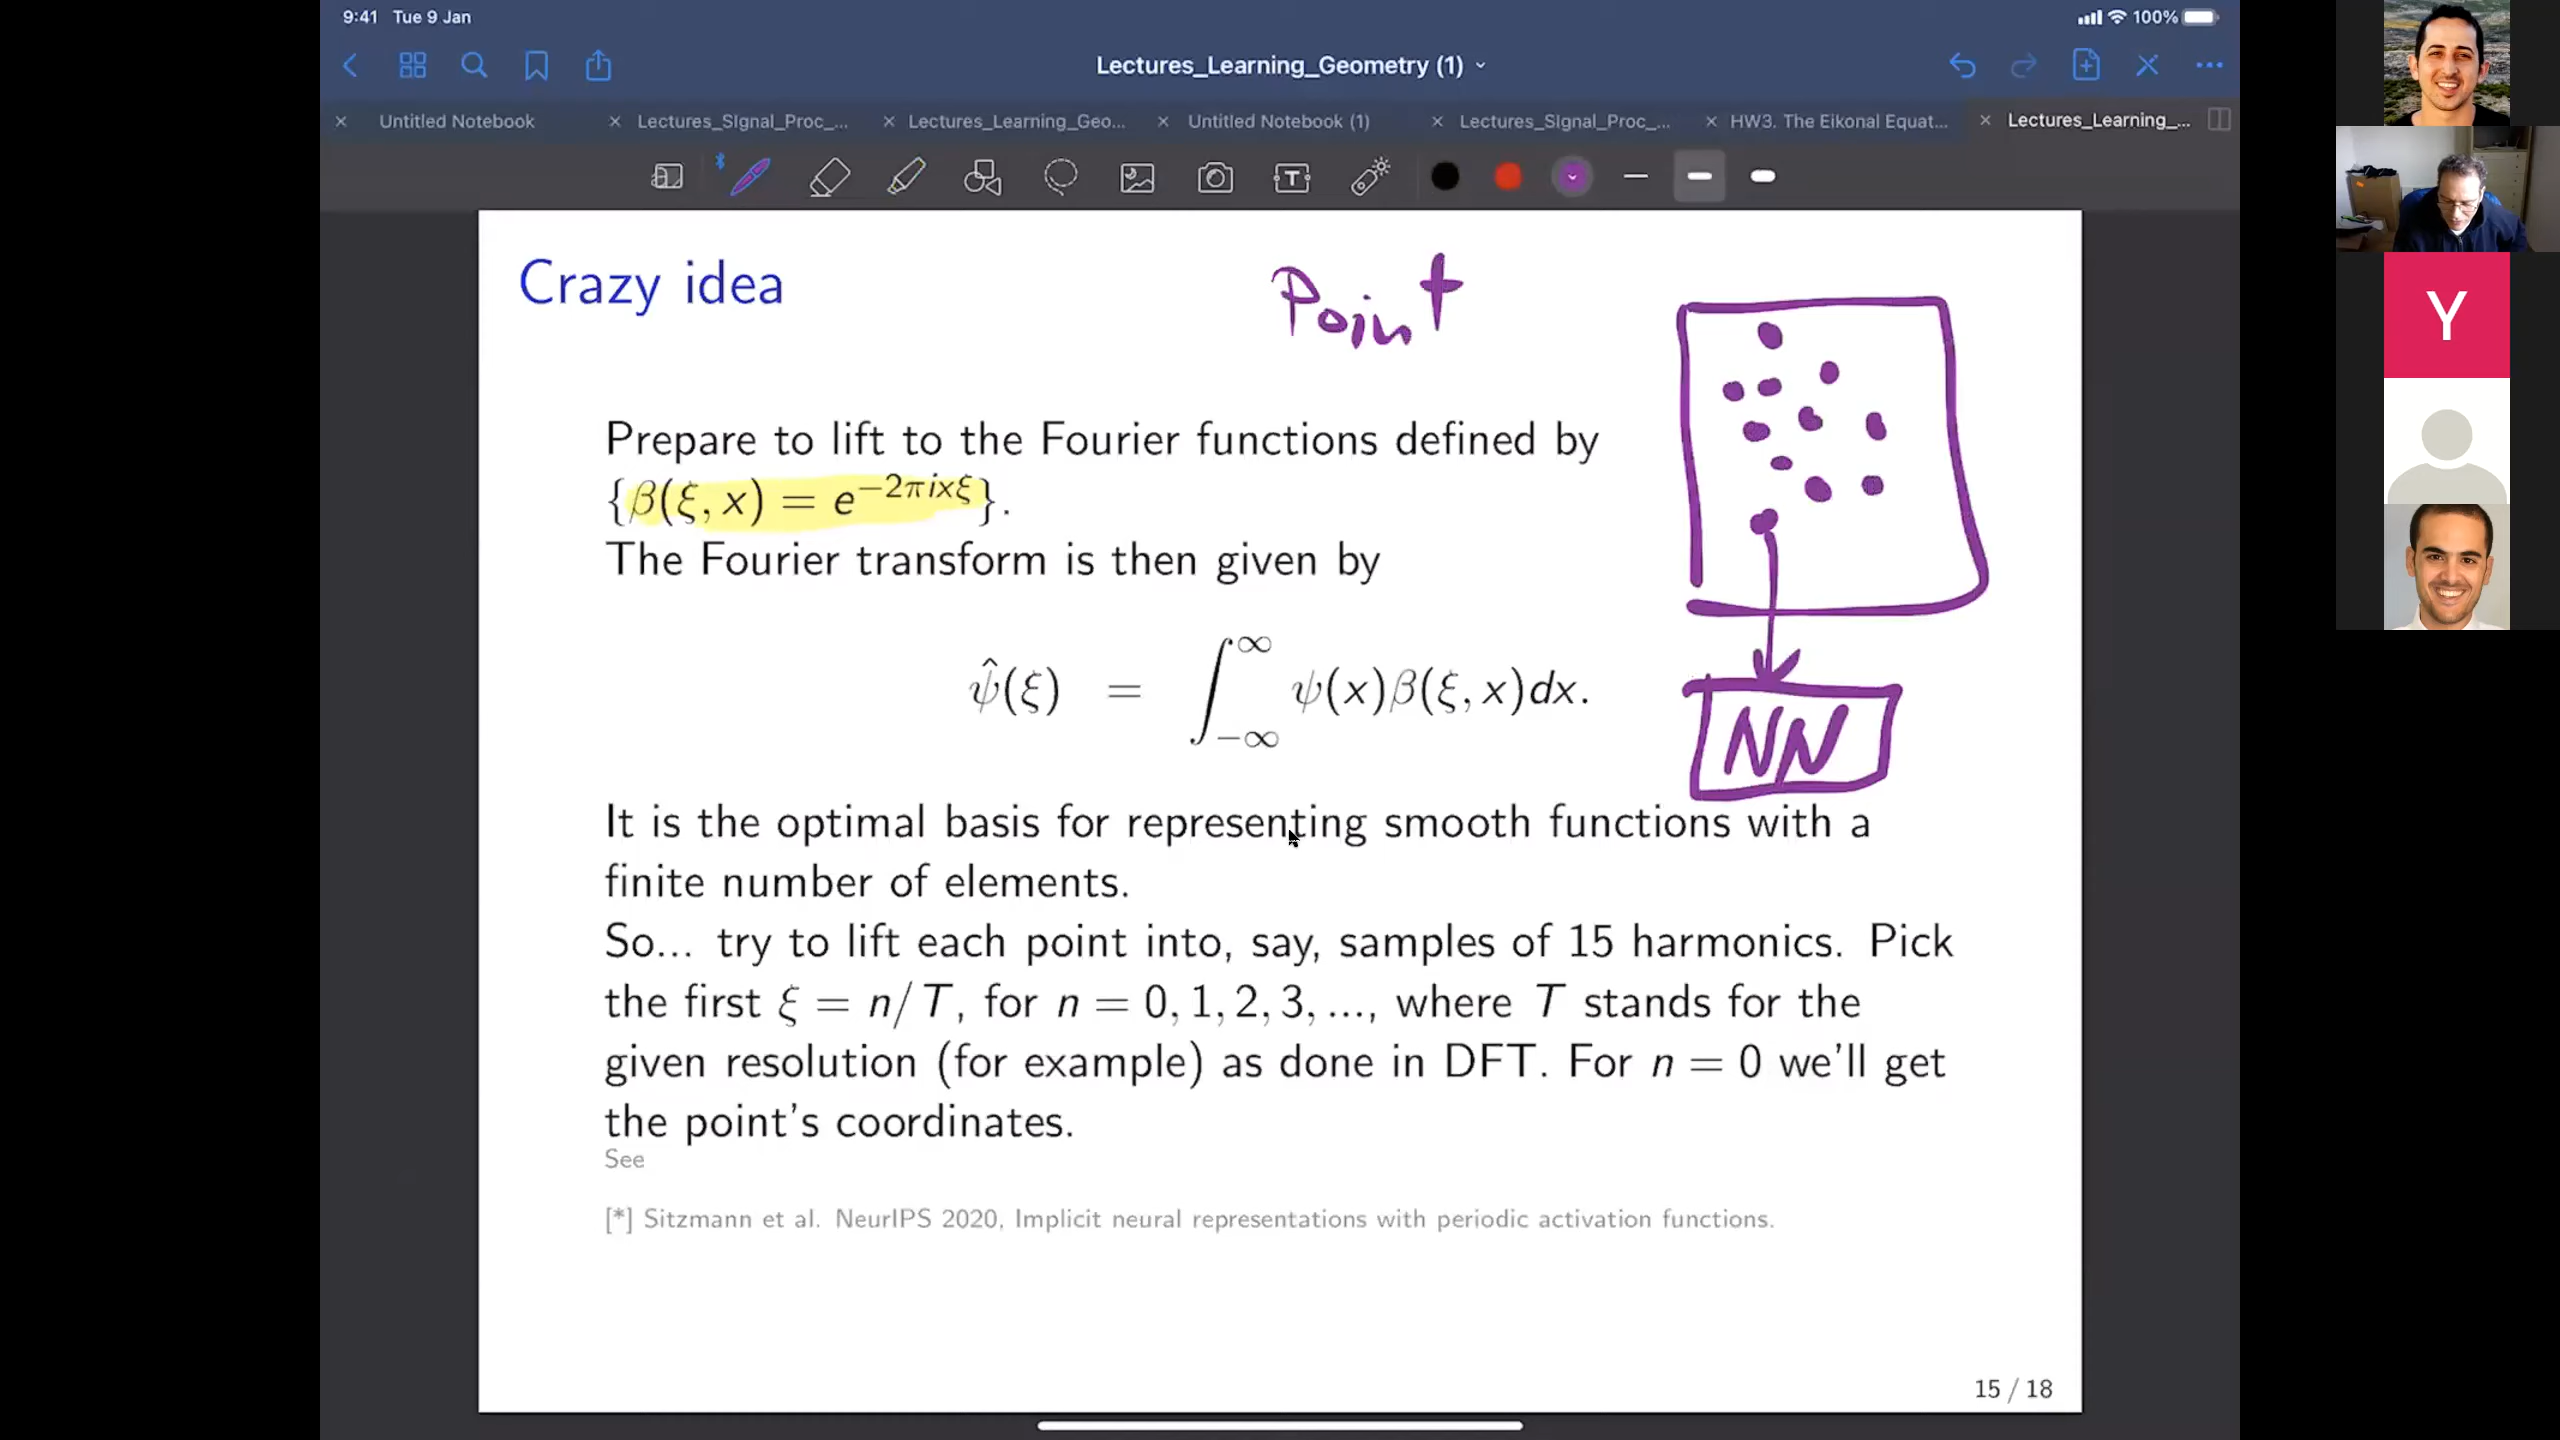 9:41 Tue 9 Jan
100%
Lectures_Learning_Geometry (1)
Untitled Notebook
Lectures_SIgnal_Proc_...
Lectures_Learning_Geo...
Untitled Notebook (1)
Lectures_SIgnal_Proc_...
HW3. The Eikonal Equat...
Lectures_Learning_...
Crazy idea
Point
Prepare to lift to the Fourier functions defined by
{β(ξ, x) = e^{−2πixξ}}.
The Fourier transform is then given by
ψ̂(ξ) = ∫_{−∞}^{∞} ψ(x)β(ξ, x)dx.
NN
It is the optimal basis for representing smooth functions with a
finite number of elements.
So... try to lift each point into, say, samples of 15 harmonics. Pick
the first ξ = n/T, for n = 0, 1, 2, 3, ..., where T stands for the
given resolution (for example) as done in DFT. For n = 0 we'll get
the point's coordinates.
See
[*] Sitzmann et al. NeurIPS 2020, Implicit neural representations with periodic activation functions.
15 / 18
Y